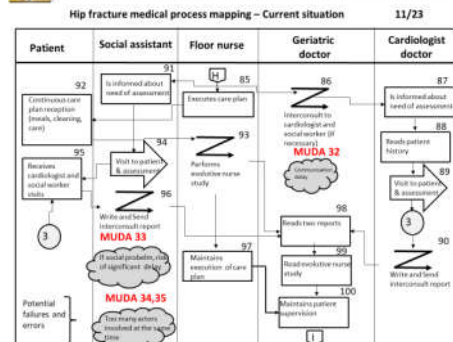 Hip fracture medical process mapping – Current situation 11/23
Patient
Social assistant
Floor nurse
Geriatric
doctor
Cardiologist
doctor
92
Continuous care
plan reception
(meals, cleaning,
care)
95
Receives
cardiologist and
social worker
visits
3
Potential
failures and
errors
91
Is informed about
need of assessment
94
Visit to patient
& assessment
96
Write and Send
interconsult report
MUDA 33
If social probelm, risk
of significant delay
MUDA 34,35
Too many actors
involved at the same
time
H
85
Executes care plan
93
Performs
evolutive nurse
study
97
Maintains
execution of care
plan
86
Interconsult to
cardiologist and
social worker (if
necessary)
MUDA 32
Communication
delay
98
Reads two reports
99
Read evolutive nurse
study
100
Maintains patient
supervision
I
87
Is informed about
need of assessment
88
Reads patient
history
89
Visit to patient
& assessment
3
90
Write and Send
interconsult report